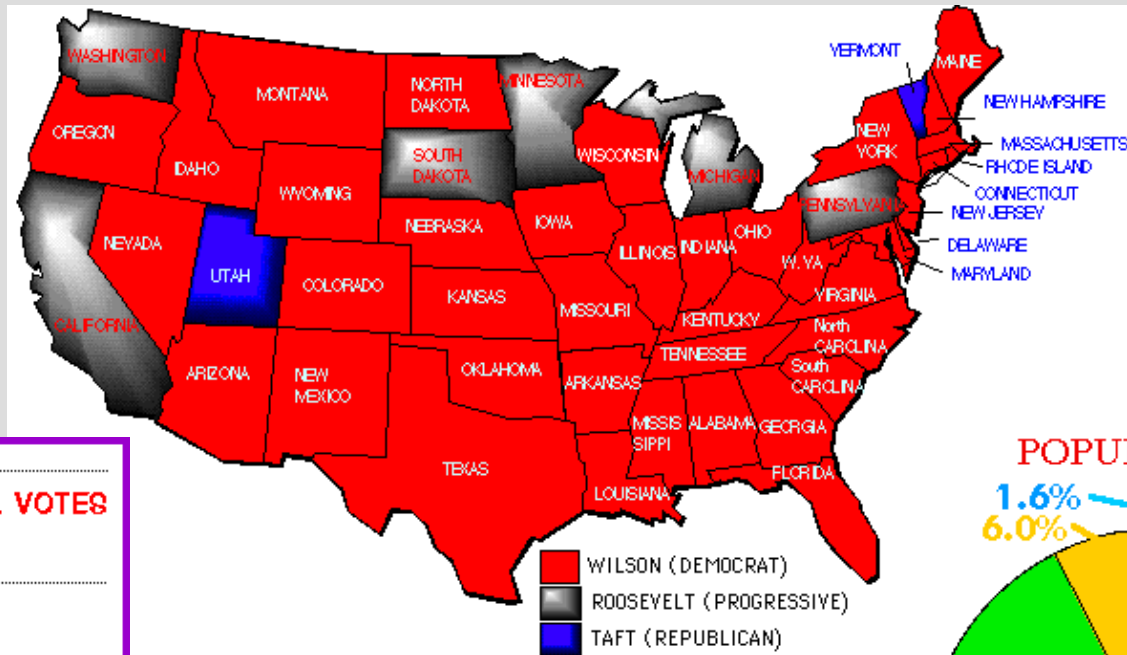 WASHINGTON
OREGON
CALIFORNIA
NEVADA
IDAHO
MONTANA
WYOMING
UTAH
COLORADO
ARIZONA
NEW
MEXICO
NORTH
DAKOTA
SOUTH
DAKOTA
NEBRASKA
KANSAS
OKLAHOMA
TEXAS
MINNESOTA
IOWA
MISSOURI
ARKANSAS
LOUISIANA
WISCONSIN
ILLINOIS
MICHIGAN
INDIANA
OHIO
KENTUCKY
TENNESSEE
MISSIS
SIPPI
ALABAMA
GEORGIA
FLORIDA
North
CAROLINA
South
CAROLINA
VIRGINIA
W. VA
PENNSYLVANIA
NEW
YORK
VERMONT
MAINE
NEW HAMPSHIRE
MASSACHUSETTS
RHODE ISLAND
CONNECTICUT
NEW JERSEY
DELAWARE
MARYLAND
VOTES
WILSON (DEMOCRAT)
ROOSEVELT (PROGRESSIVE)
TAFT (REPUBLICAN)
POPU
1.6%
6.0%